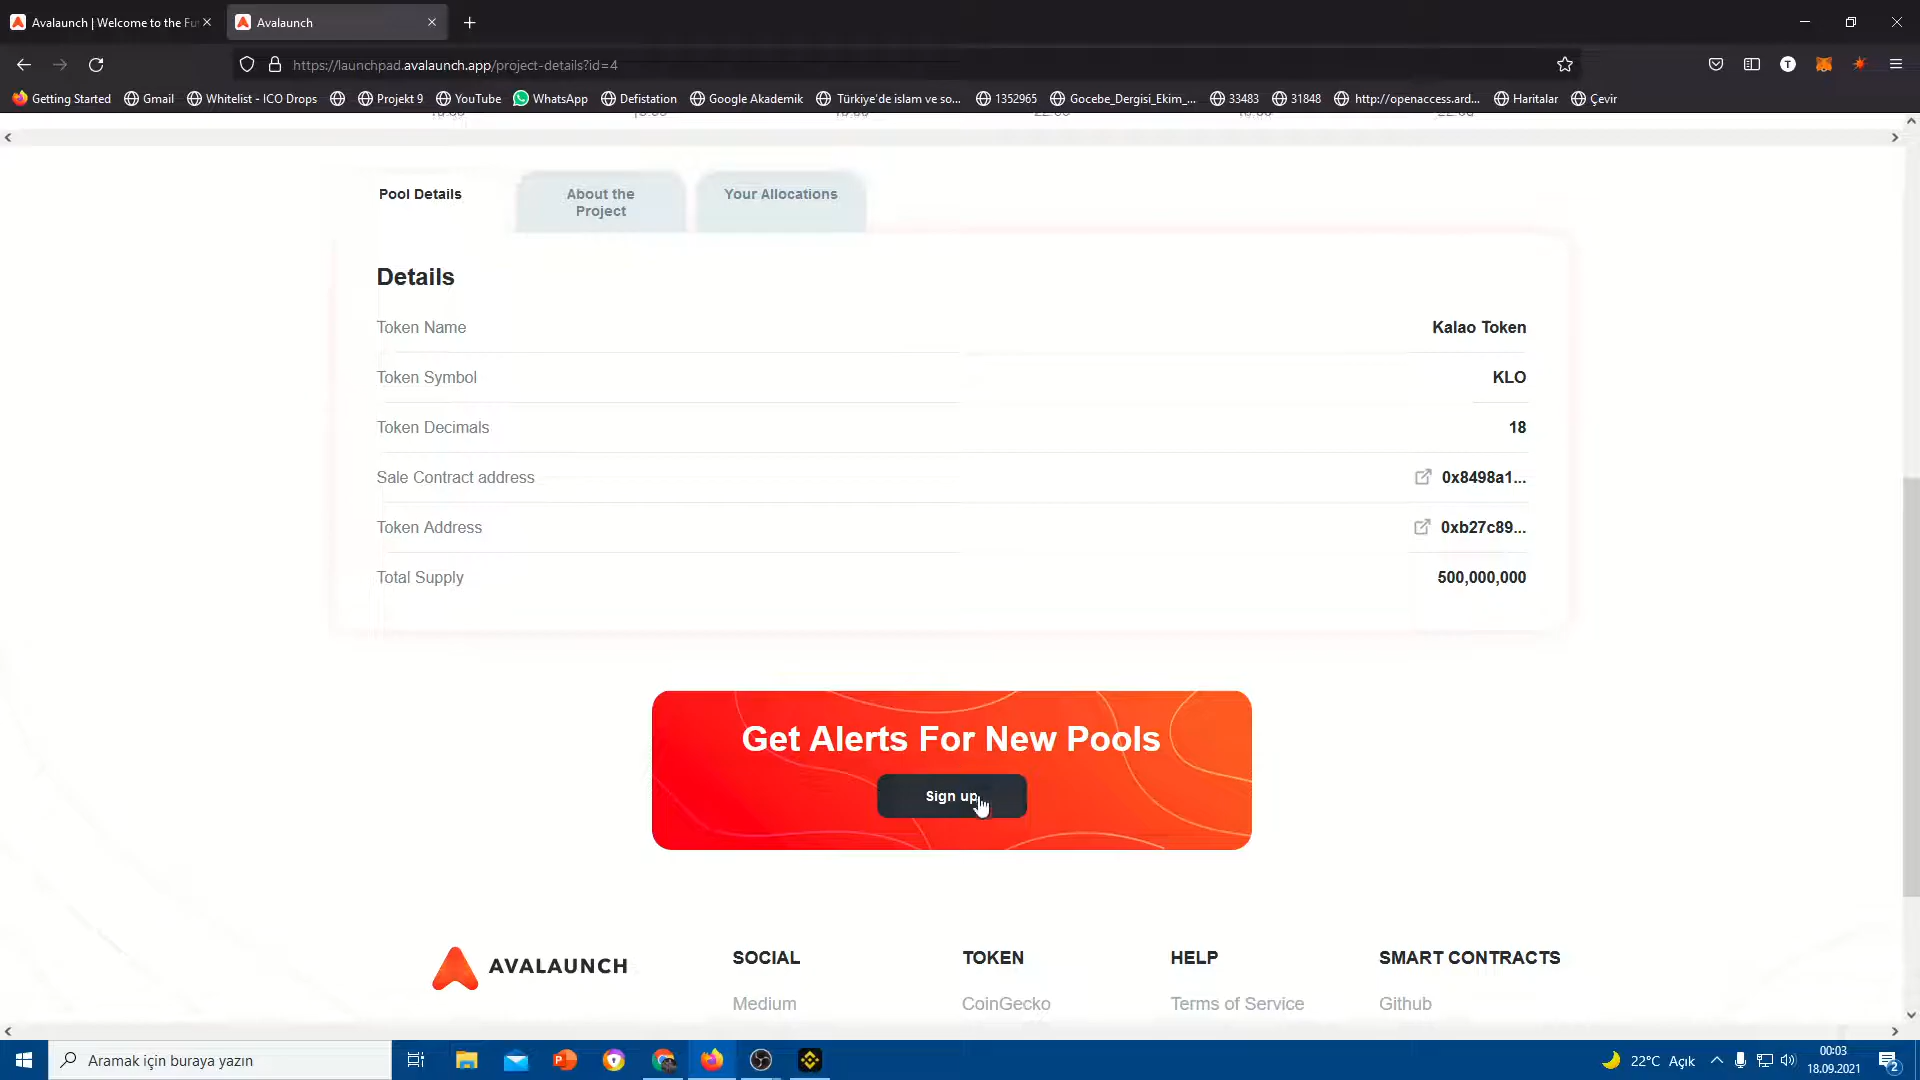 Avalaunch | Welcome to the Fu
Avalaunch
https://launchpad.avalaunch.app/project-details?id=4
Getting Started
Gmail
Whitelist - ICO Drops
Projekt 9
YouTube
WhatsApp
Defistation
Google Akademik
Türkiye'de islam ve so...
1352965
Gocebe_Dergisi_Ekim_...
33483
31848
http://openaccess.ard...
Haritalar
Çevir
Pool Details
About the
Project
Your Allocations
Details
Token Name
Kalao Token
Token Symbol
KLO
Token Decimals
18
Sale Contract address
0x8498a1...
Token Address
0xb27c89...
Total Supply
500,000,000
Get Alerts For New Pools
Sign up
AVALAUNCH
SOCIAL
TOKEN
HELP
SMART CONTRACTS
Medium
CoinGecko
Terms of Service
Github
Aramak için buraya yazın
22°C Açık
00:03
18.09.2021
2